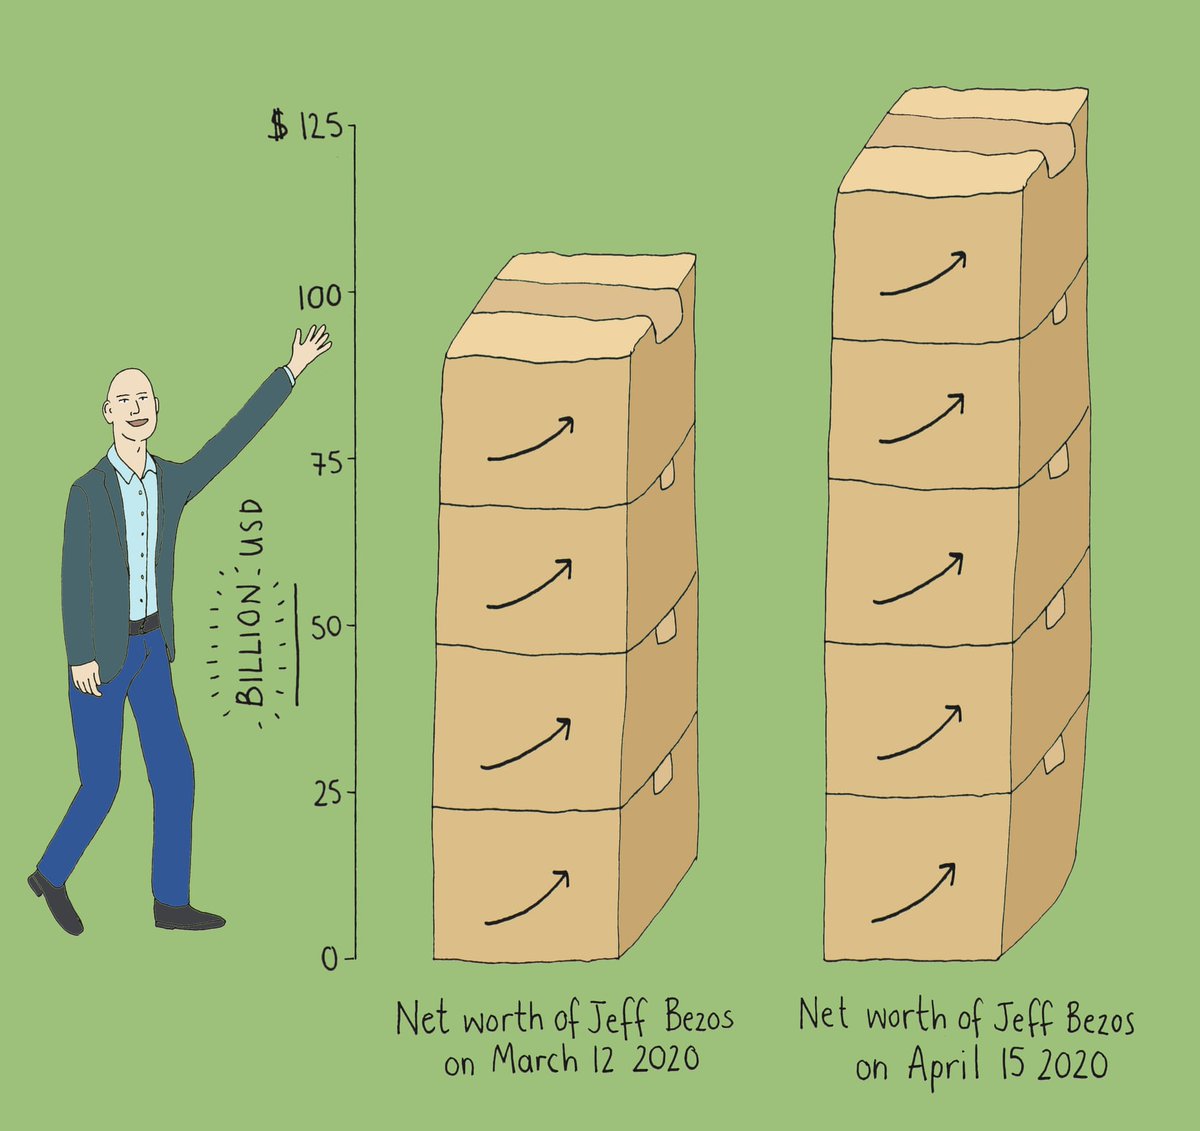 $ 125
100
75
50
25
0
BILLION USD
Net worth of Jeff Bezos
on March 12 2020
Net worth of Jeff Bezos
on April 15 2020